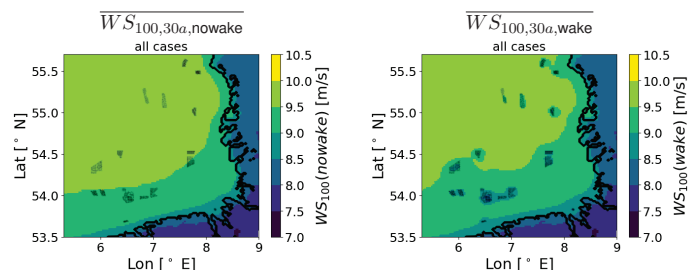 WS100,30a,nowake
all cases
55.5
55.0
54.5
54.0
53.5
Lat [° N]
6 7 8 9
Lon [° E]
10.5
10.0
9.5
9.0
8.5
8.0
7.5
7.0
WS100(nowake) [m/s]
WS100,30a,wake
all cases
55.5
55.0
54.5
54.0
53.5
Lat [° N]
6 7 8 9
Lon [° E]
10.5
10.0
9.5
9.0
8.5
8.0
7.5
7.0
WS100(wake) [m/s]